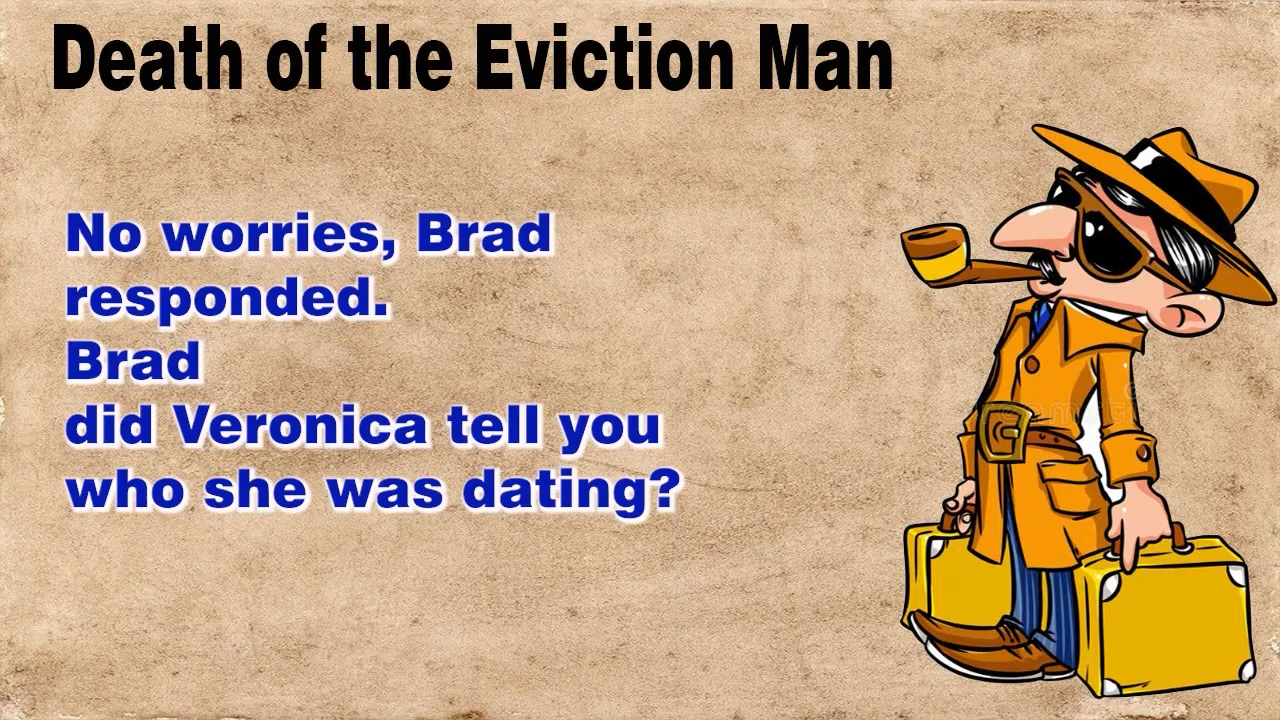 Death of the Eviction Man
No worries, Brad
responded.
Brad
did Veronica tell you
who she was dating?